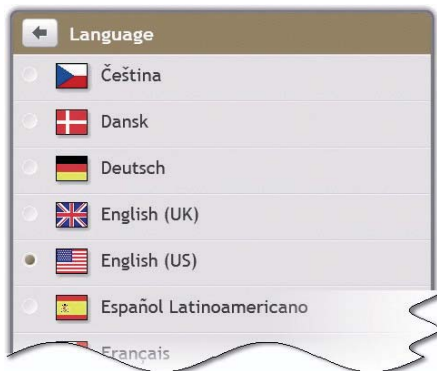 Language
Čeština
Dansk
Deutsch
English (UK)
English (US)
Español Latinoamericano
Français